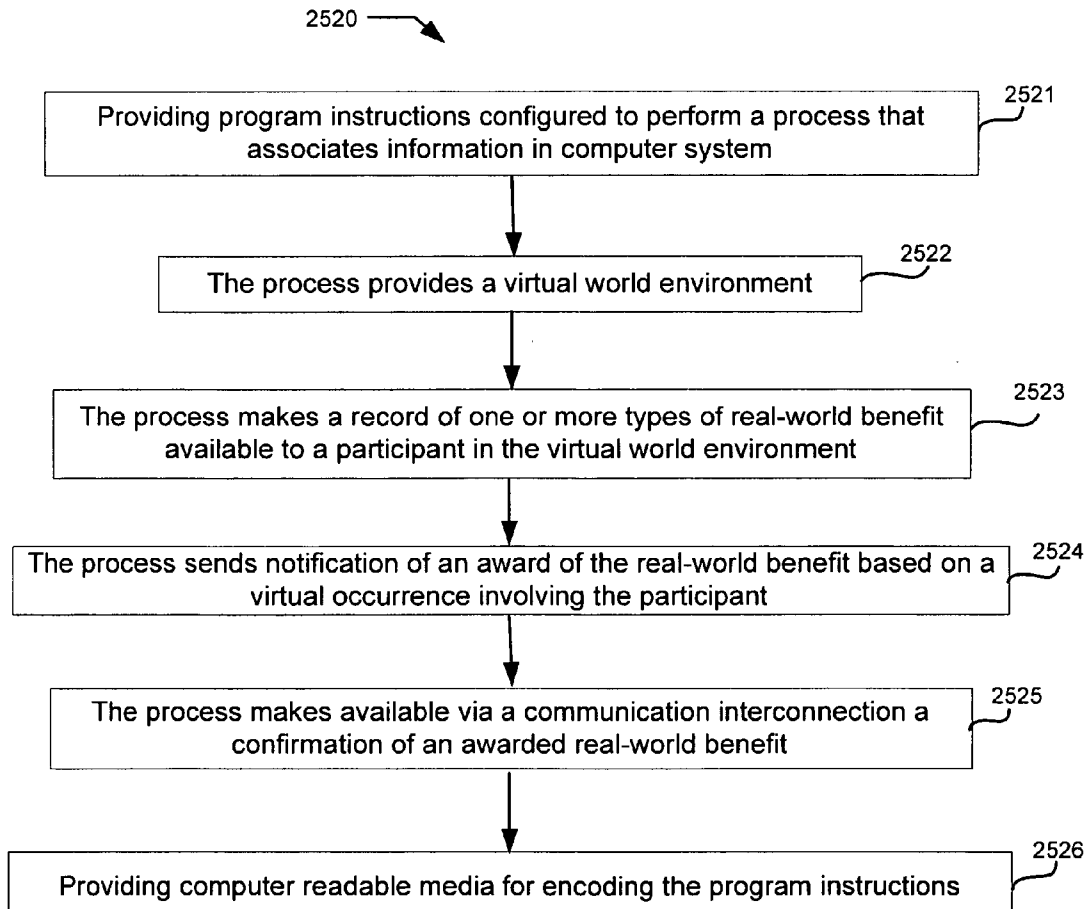 2520
2521
Providing program instructions configured to perform a process that
associates information in computer system
2522
The process provides a virtual world environment
2523
The process makes a record of one or more types of real-world benefit
available to a participant in the virtual world environment
2524
The process sends notification of an award of the real-world benefit based on a
virtual occurrence involving the participant
2525
The process makes available via a communication interconnection a
confirmation of an awarded real-world benefit
2526
Providing computer readable media for encoding the program instructions